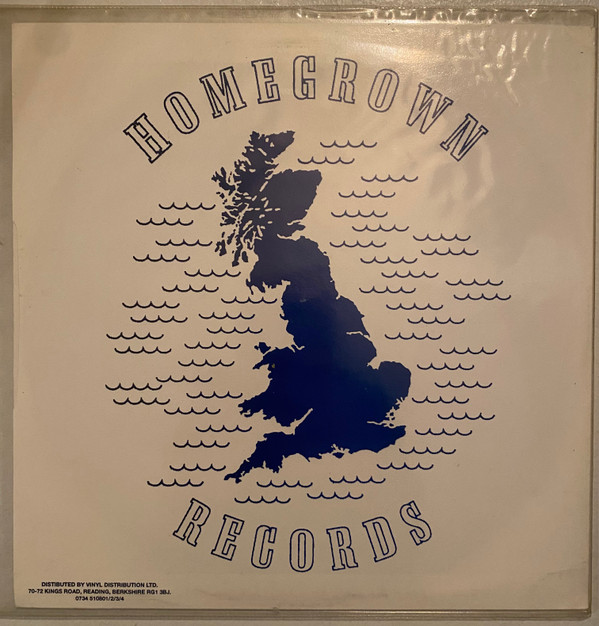 HOMEGROWN
RECORDS
DISTIBUTED BY VINYL DISTRIBUTION LTD.
70-72 KINGS ROAD, READING, BERKSHIRE RG1 3BJ.
0734 510801/2/3/4